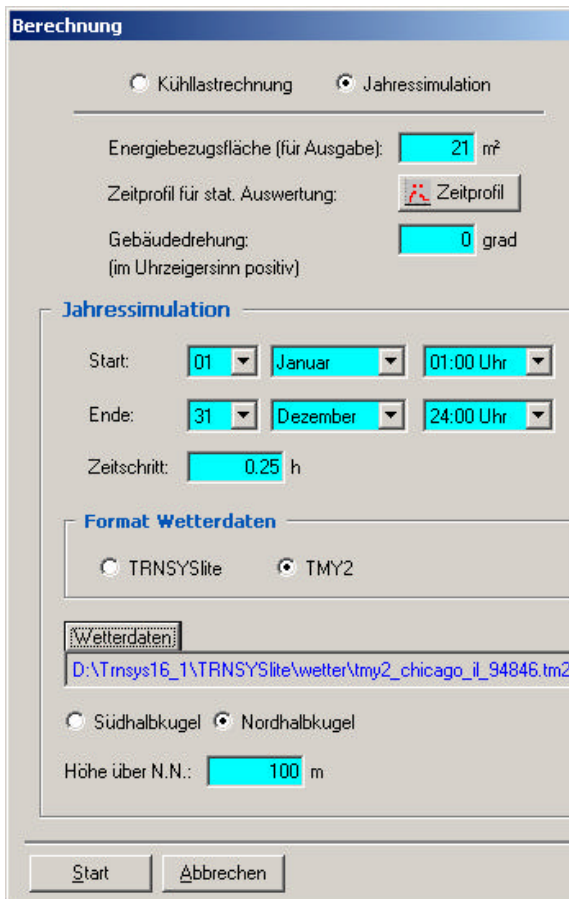 Berechnung
Kühllastrechnung Jahressimulation
Energiebezugsfläche (für Ausgabe): 21 m²
Zeitprofil für stat. Auswertung: Zeitprofil
Gebäudedrehung: 0 grad
(im Uhrzeigersinn positiv)
Jahressimulation
Start: 01 Januar 01:00 Uhr
Ende: 31 Dezember 24:00 Uhr
Zeitschritt: 0.25 h
Format Wetterdaten
TRNSYSlite TMY2
Wetterdaten
D:\Trnsys16_1\TRNSYSlite\wetter\tmy2_chicago_il_94846.tm2
Südhalbkugel Nordhalbkugel
Höhe über N.N.: 100 m
Start Abbrechen